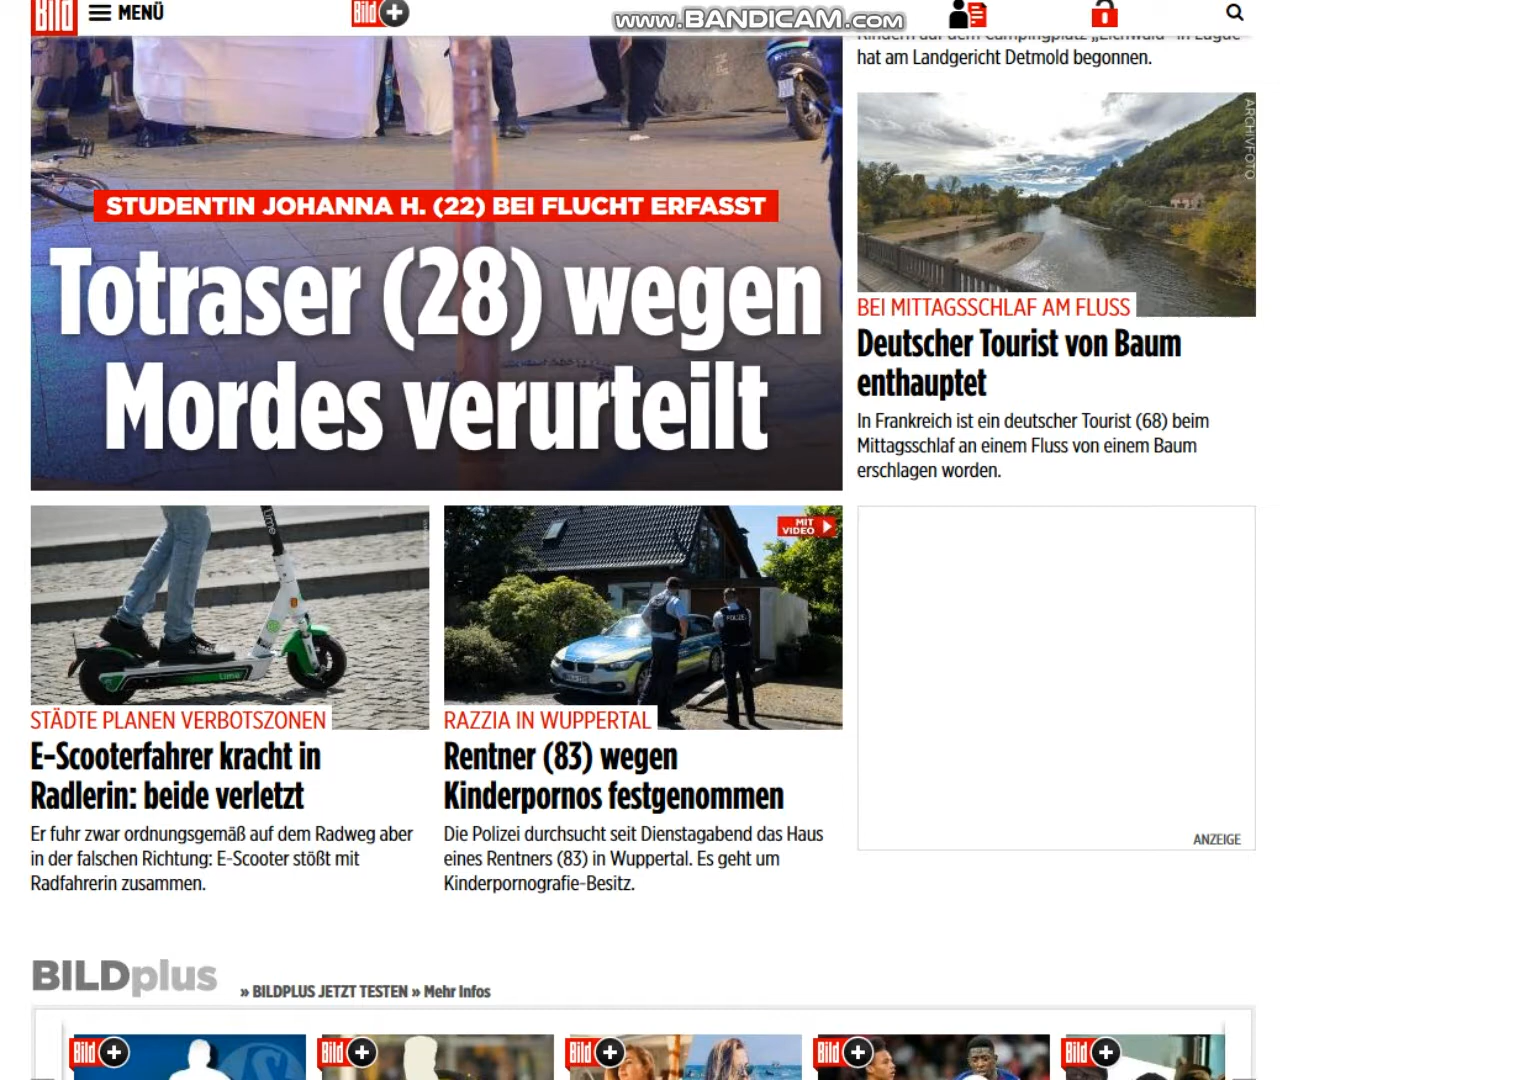 Bild
MENÜ
Bild +
www.BANDICAM.com
hat am Landgericht Detmold begonnen.
ARCHIVFOTO
STUDENTIN JOHANNA H. (22) BEI FLUCHT ERFASST
Totraser (28) wegen
Mordes verurteilt
BEI MITTAGSSCHLAF AM FLUSS
Deutscher Tourist von Baum
enthauptet
In Frankreich ist ein deutscher Tourist (68) beim
Mittagsschlaf an einem Fluss von einem Baum
erschlagen worden.
lime
Lime
STÄDTE PLANEN VERBOTSZONEN
E-Scooterfahrer kracht in
Radlerin: beide verletzt
Er fuhr zwar ordnungsgemäß auf dem Radweg aber
in der falschen Richtung: E-Scooter stößt mit
Radfahrerin zusammen.
MIT
VIDEO
POLIZEI
RAZZIA IN WUPPERTAL
Rentner (83) wegen
Kinderpornos festgenommen
Die Polizei durchsucht seit Dienstagabend das Haus
eines Rentners (83) in Wuppertal. Es geht um
Kinderpornografie-Besitz.
ANZEIGE
BILDplus
» BILDPLUS JETZT TESTEN » Mehr Infos
Bild +
Bild +
Bild +
Bild +
Bild +